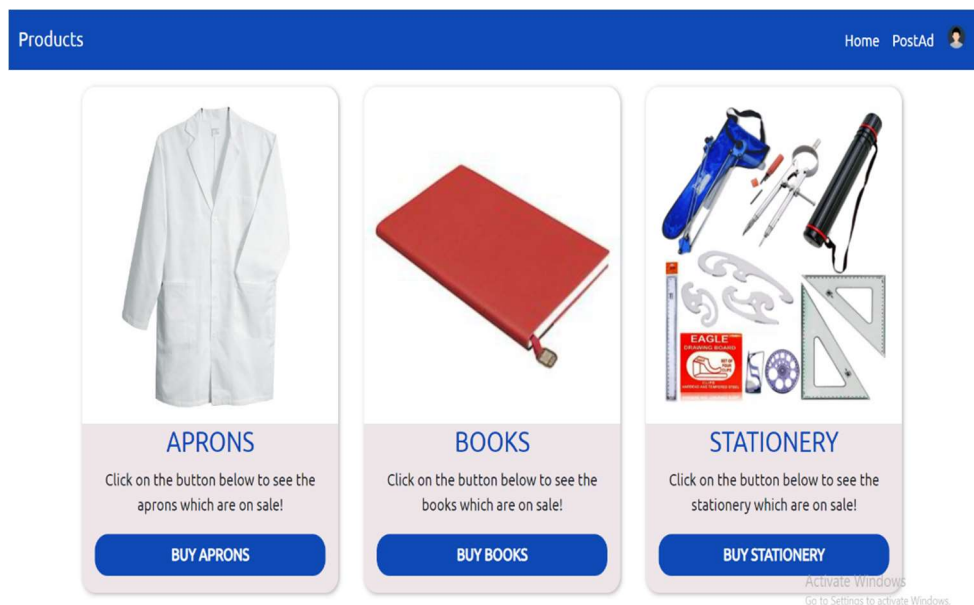 Products
Home PostAd
EAGLE
DRAWING BOARD
CLIPS
APRONS
Click on the button below to see the
aprons which are on sale!
BUY APRONS
BOOKS
Click on the button below to see the
books which are on sale!
BUY BOOKS
STATIONERY
Click on the button below to see the
stationery which are on sale!
BUY STATIONERY
Activate Windows
Go to Settings to activate Windows.